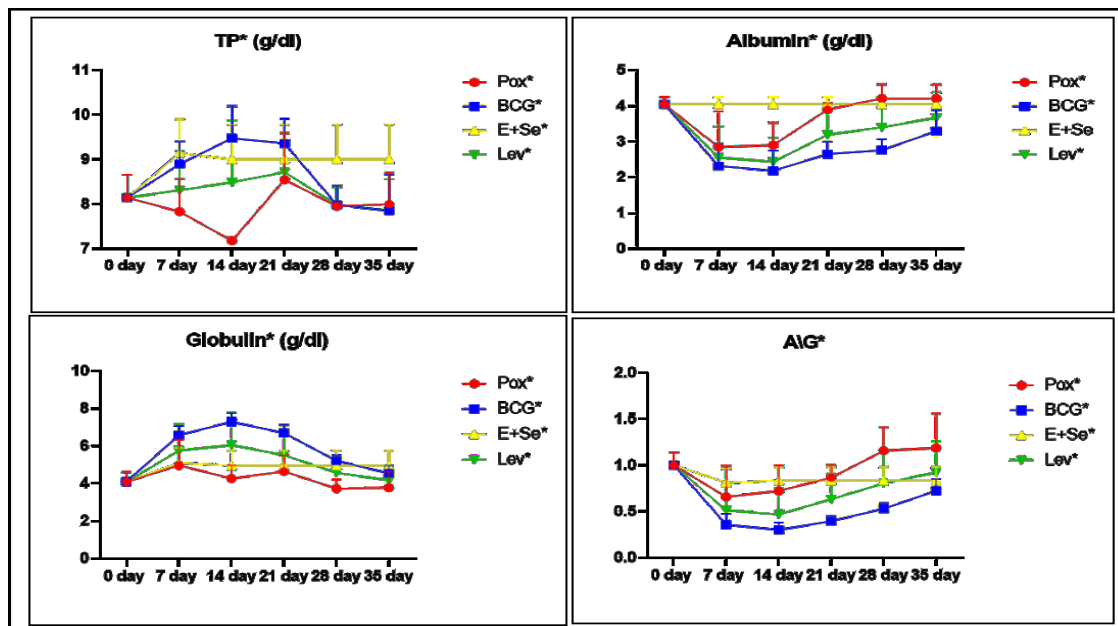 TP* (g/dl)
11
10
9
8
7
0 day 7 day 14 day 21 day 28 day 35 day
Pox*
BCG*
E+Se*
Lev*
Albumin* (g/dl)
5
4
3
2
1
0
0 day 7 day 14 day 21 day 28 day 35 day
Pox*
BCG*
E+Se
Lev*
Globulin* (g/dl)
10
8
6
4
2
0
0 day 7 day 14 day 21 day 28 day 35 day
Pox*
BCG*
E+Se*
Lev*
A\G*
2.0
1.5
1.0
0.5
0.0
0 day 7 day 14 day 21 day 28 day 35 day
Pox*
BCG*
E+Se*
Lev*